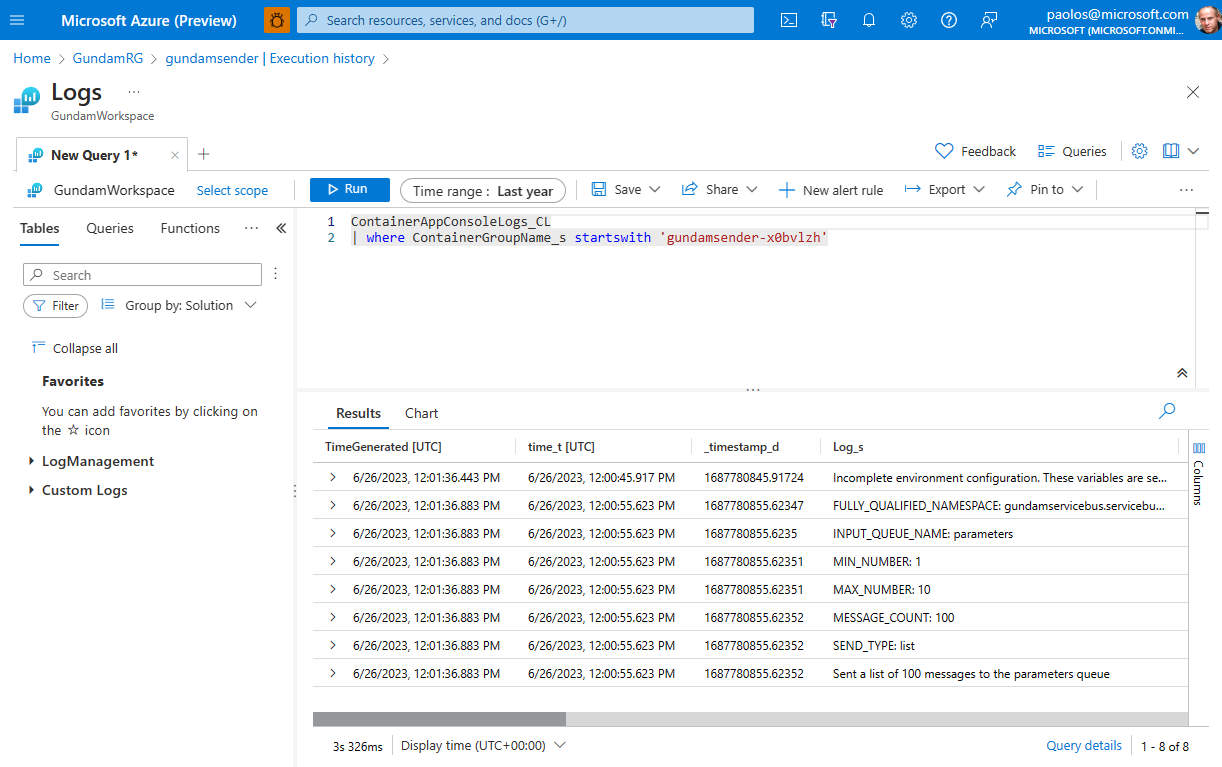 Microsoft Azure (Preview)
Search resources, services, and docs (G+/)
paolos@microsoft.com
MICROSOFT (MICROSOFT.ONMI...
Home > GundamRG > gundamsender | Execution history >
Logs ...
GundamWorkspace
New Query 1*
Feedback
Queries
GundamWorkspace
Select scope
Run
Time range : Last year
Save
Share
New alert rule
Export
Pin to
Tables
Queries
Functions
1 ContainerAppConsoleLogs_CL
2 | where ContainerGroupName_s startswith 'gundamsender-x0bvlzh'
Search
Filter
Group by: Solution
Collapse all
Favorites
You can add favorites by clicking on
the ☆ icon
LogManagement
Custom Logs
Results
Chart
TimeGenerated [UTC] time_t [UTC] _timestamp_d Log_s
6/26/2023, 12:01:36.443 PM 6/26/2023, 12:00:45.917 PM 1687780845.91724 Incomplete environment configuration. These variables are se...
6/26/2023, 12:01:36.883 PM 6/26/2023, 12:00:55.623 PM 1687780855.62347 FULLY_QUALIFIED_NAMESPACE: gundamservicebus.servicebu...
6/26/2023, 12:01:36.883 PM 6/26/2023, 12:00:55.623 PM 1687780855.6235 INPUT_QUEUE_NAME: parameters
6/26/2023, 12:01:36.883 PM 6/26/2023, 12:00:55.623 PM 1687780855.62351 MIN_NUMBER: 1
6/26/2023, 12:01:36.883 PM 6/26/2023, 12:00:55.623 PM 1687780855.62351 MAX_NUMBER: 10
6/26/2023, 12:01:36.883 PM 6/26/2023, 12:00:55.623 PM 1687780855.62352 MESSAGE_COUNT: 100
6/26/2023, 12:01:36.883 PM 6/26/2023, 12:00:55.623 PM 1687780855.62352 SEND_TYPE: list
6/26/2023, 12:01:36.883 PM 6/26/2023, 12:00:55.623 PM 1687780855.62352 Sent a list of 100 messages to the parameters queue
Columns
3s 326ms
Display time (UTC+00:00)
Query details
1 - 8 of 8